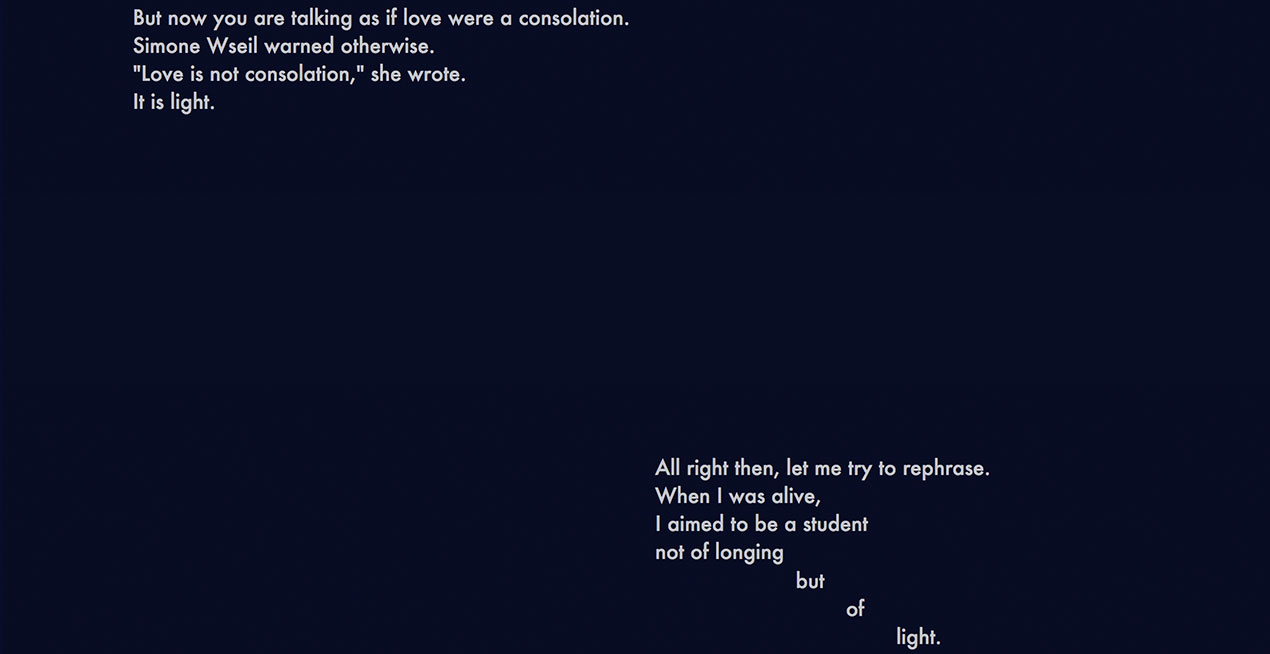 But now you are talking as if love were a consolation.
Simone Wseil warned otherwise.
"Love is not consolation," she wrote.
It is light.
All right then, let me try to rephrase.
When I was alive,
I aimed to be a student
not of longing
but
of
light.